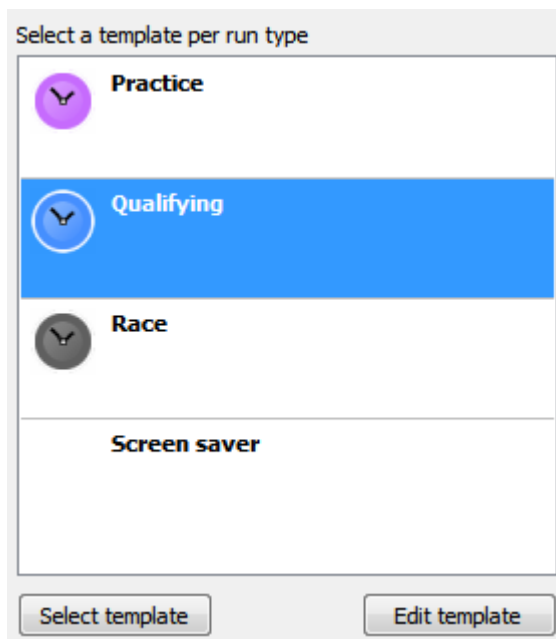 Select a template per run type
Practice
Qualifying
Race
Screen saver
Select template
Edit template